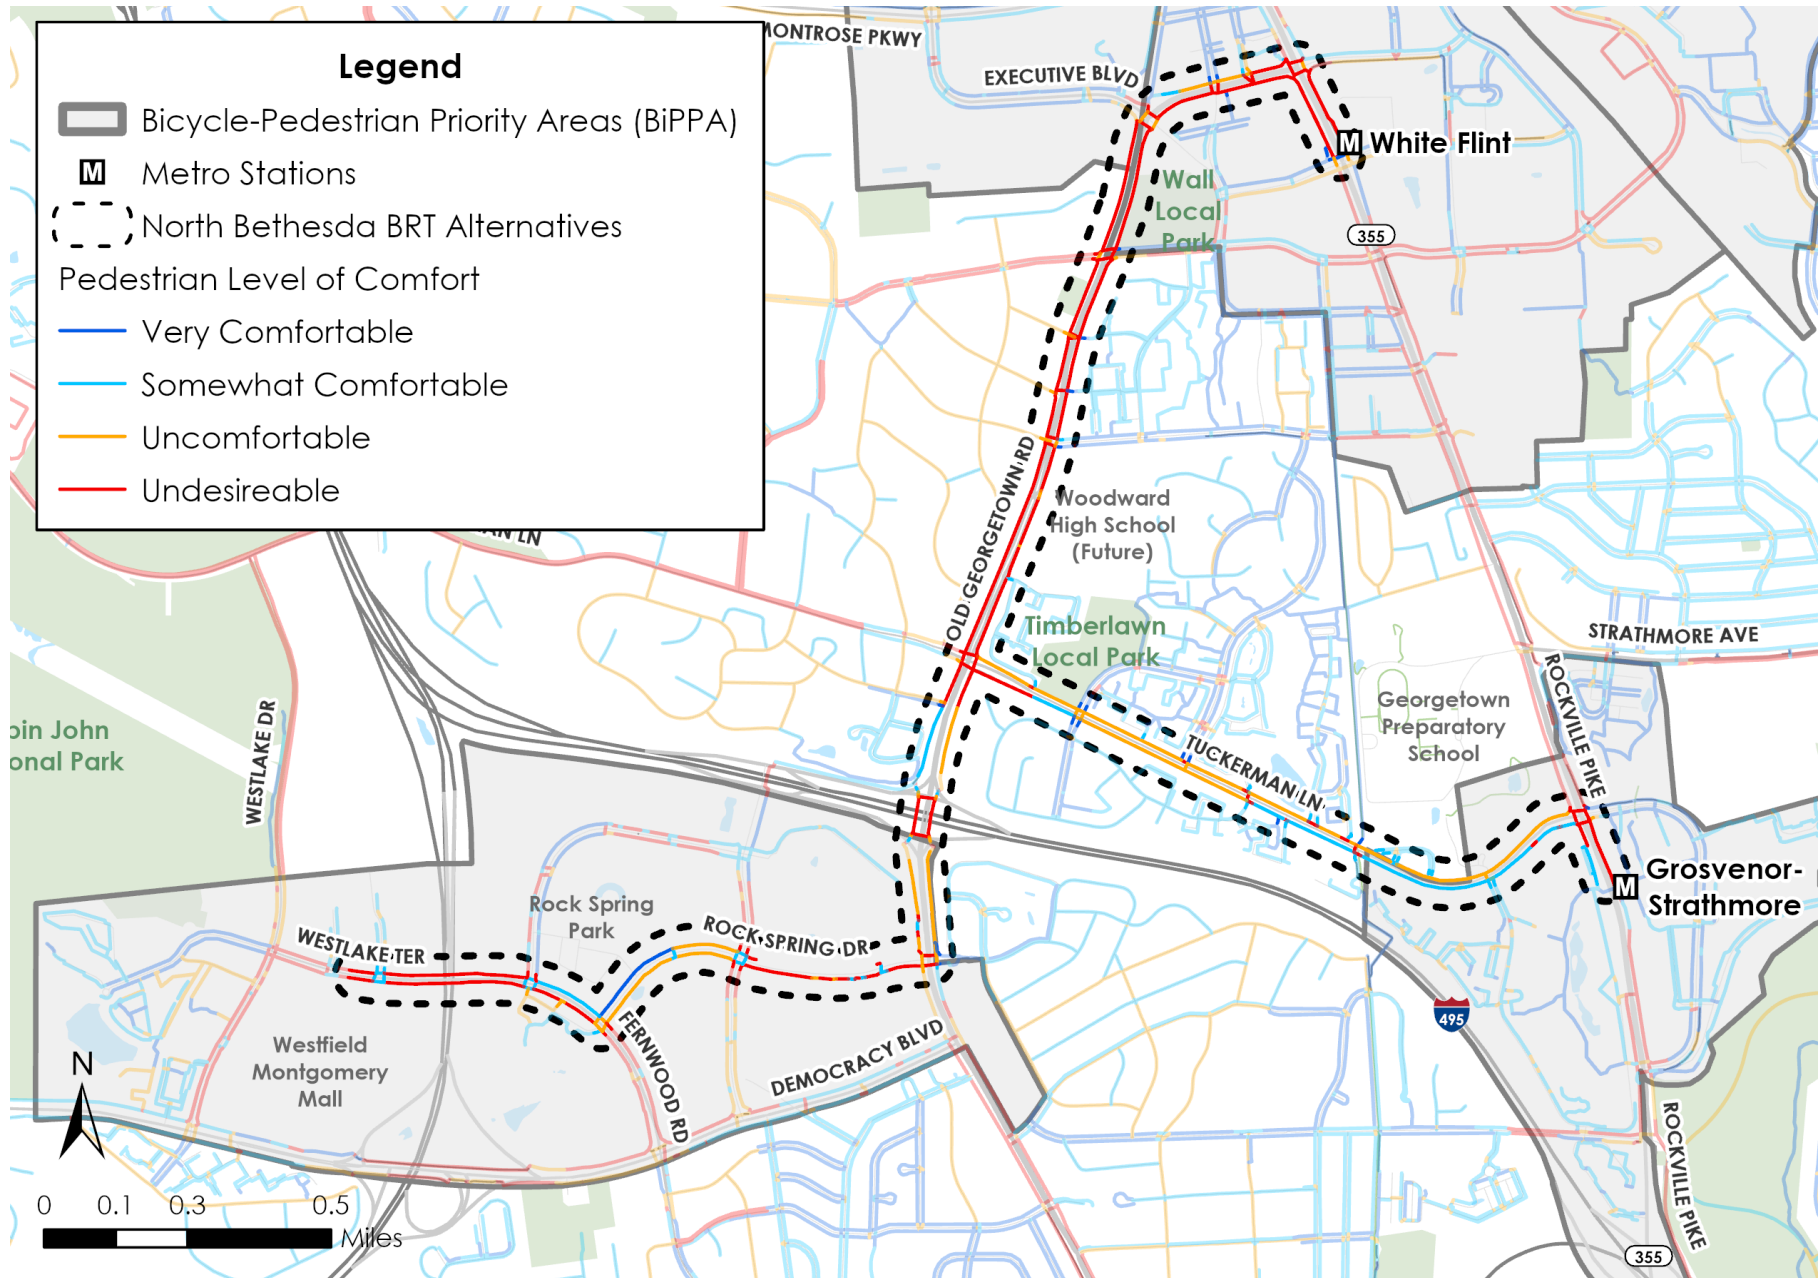 Legend
Bicycle-Pedestrian Priority Areas (BiPPA)
M
Metro Stations
North Bethesda BRT Alternatives
Pedestrian Level of Comfort
Very Comfortable
Somewhat Comfortable
Uncomfortable
Undesireable
MONTROSE PKWY
EXECUTIVE BLVD
M White Flint
Wall
Local
Park
355
OLD GEORGETOWN RD
Woodward
High School
(Future)
AN LN
Timberlawn
Local Park
STRATHMORE AVE
ROCKVILLE PIKE
Georgetown
Preparatory
School
TUCKERMAN LN
WESTLAKE DR
bin John
onal Park
M
Grosvenor-
Strathmore
Rock Spring
Park
ROCK SPRING DR
WESTLAKE TER
FERNWOOD RD
DEMOCRACY BLVD
495
Westfield
Montgomery
Mall
N
ROCKVILLE PIKE
0 0.1 0.3 0.5
Miles
355